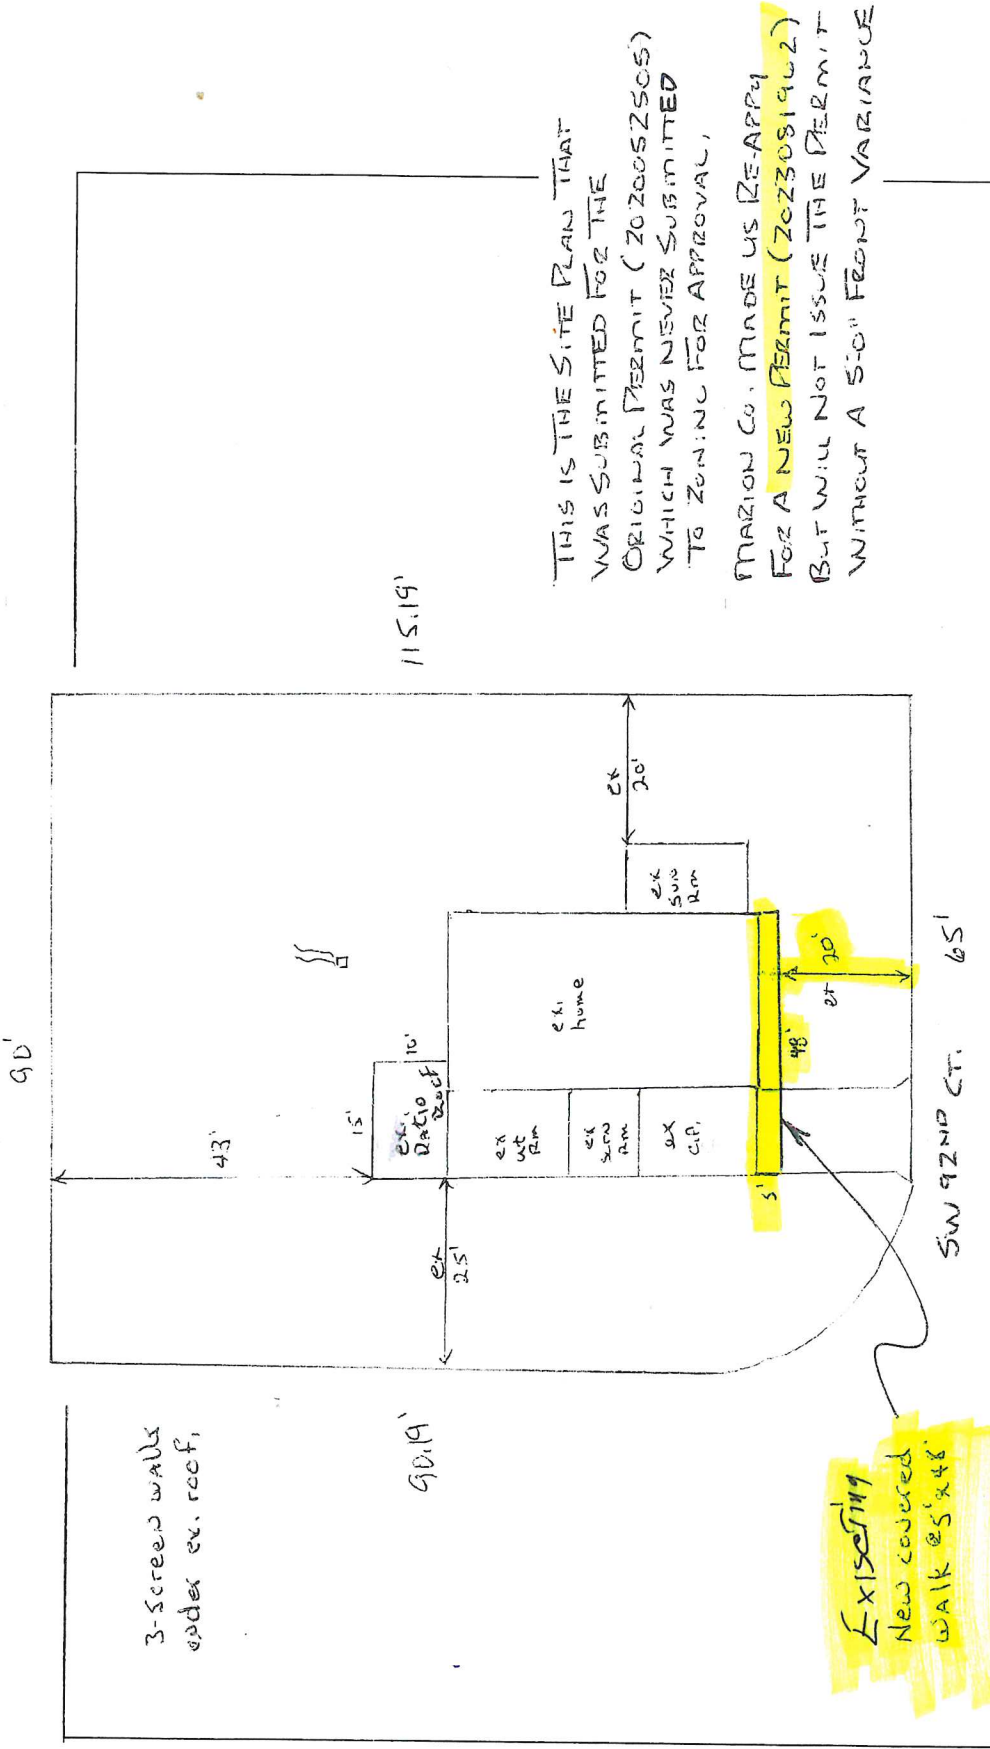 90'
3-Screen walls
under ex. roof.
43'
15'
10'
exi.
Patio
Roof
115.19'
90.19'
ex
25'
ex
ut
Rm
ex
scrn
Rm
ex
C.P.
exi
home
ex
sun
Rm
ex
20'
5'
48'
ex 20'
SW 92ND CT. 65'
Existing
New covered
walk @5'x48'
THIS IS THE SITE PLAN THAT
WAS SUBMITTED FOR THE
ORIGINAL PERMIT (2020052505)
WHICH WAS NEVER SUBMITTED
TO ZONING FOR APPROVAL.
MARION CO. MADE US RE-APPLY
FOR A NEW PERMIT (2023081962)
BUT WILL NOT ISSUE THE PERMIT
WITHOUT A 5'-0" FRONT VARIANCE